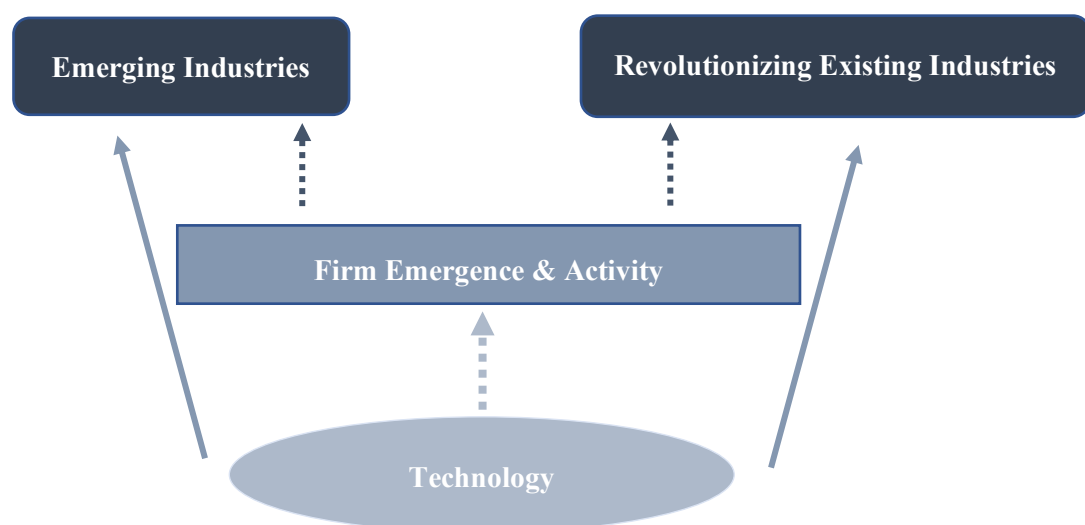 Emerging Industries
Revolutionizing Existing Industries
Firm Emergence & Activity
Technology